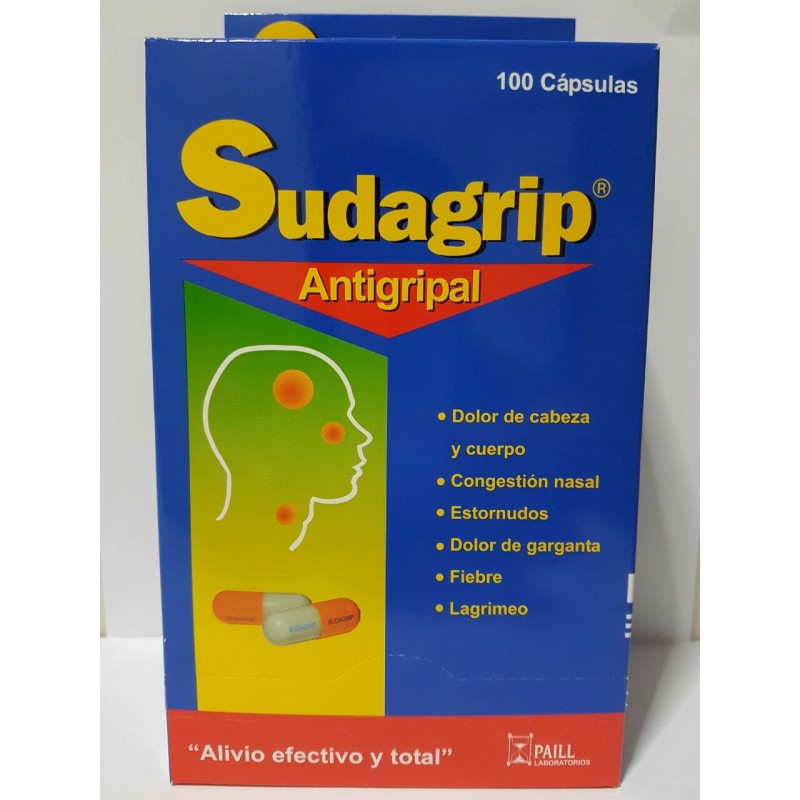 100 Cápsulas
Sudagrip®
Antigripal
• Dolor de cabeza
y cuerpo
• Congestión nasal
• Estornudos
• Dolor de garganta
• Fiebre
• Lagrimeo
SUDAGRIP
"Alivio efectivo y total"
PAILL
LABORATORIOS